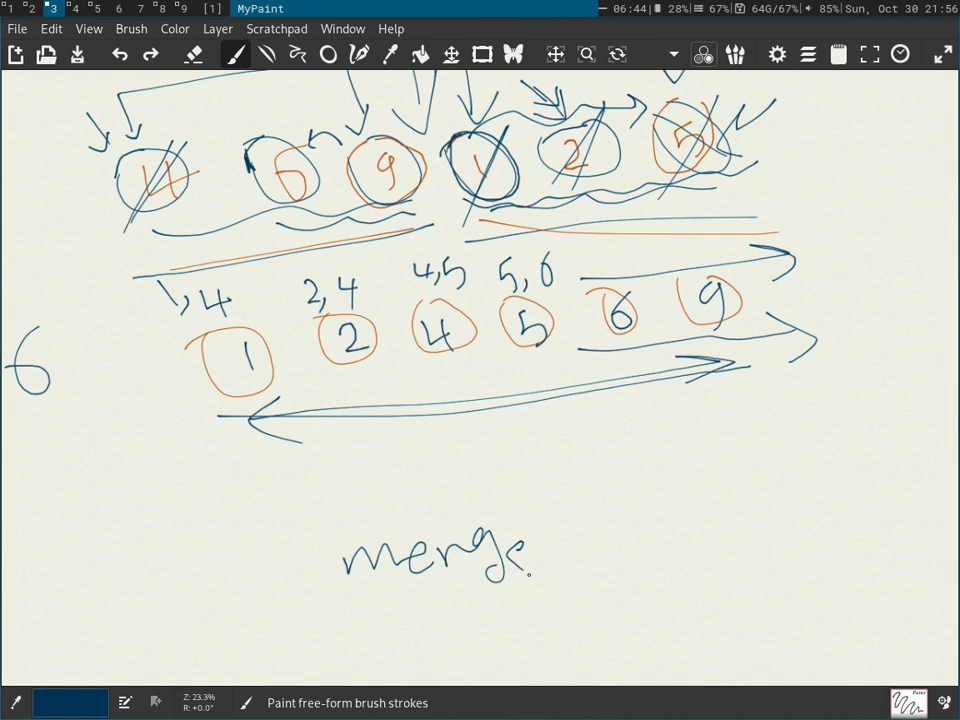 1 2 3 4 5 6 7 8 9 [1] MyPaint 06:44 28% 67% 64G/67% 85% Sun, Oct 30 21:56
File Edit View Brush Color Layer Scratchpad Window Help
4 6 9 1 2 5
1,4 2,4 4,5 5,6
1 2 4 5 6 9
6
merge
Z: 23.3%
R: +0.0°
Paint free-form brush strokes